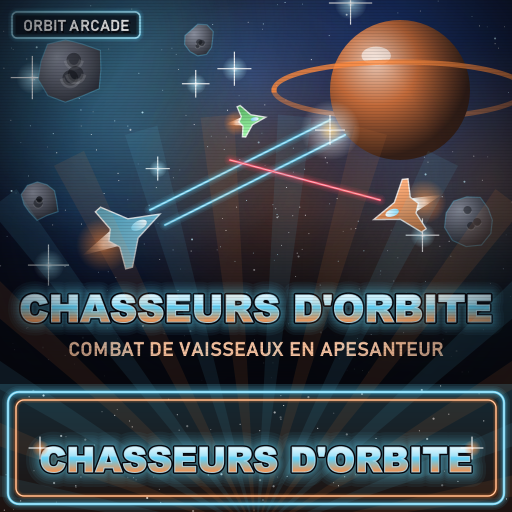 ORBIT ARCADE
CHASSEURS D'ORBITE
COMBAT DE VAISSEAUX EN APESANTEUR
CHASSEURS D'ORBITE